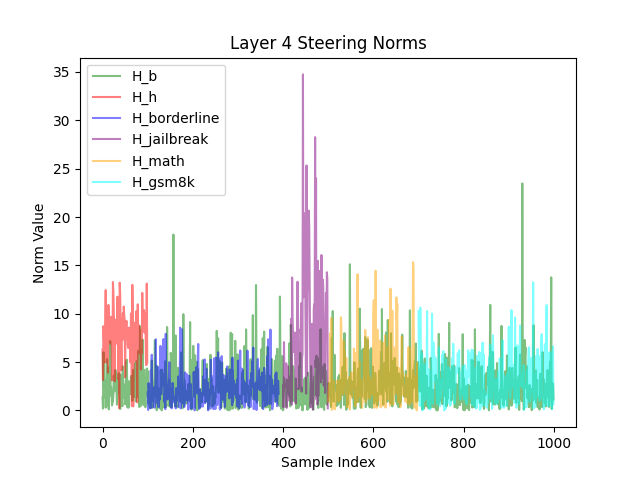 Layer 4 Steering Norms
H_b
H_h
H_borderline
H_jailbreak
H_math
H_gsm8k
Norm Value
35
30
25
20
15
10
5
0
0 200 400 600 800 1000
Sample Index